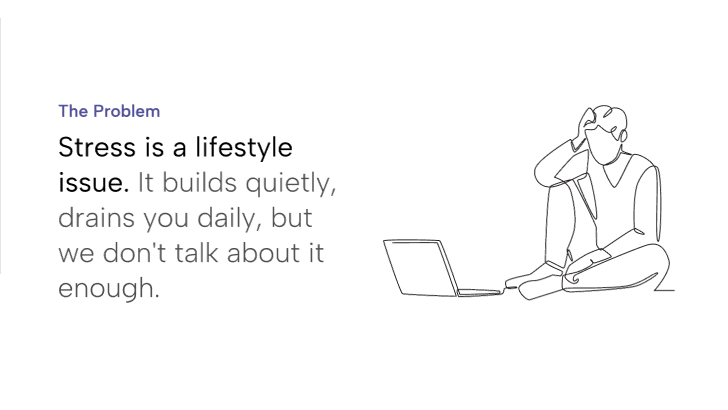 The Problem
Stress is a lifestyle
issue. It builds quietly,
drains you daily, but
we don't talk about it
enough.